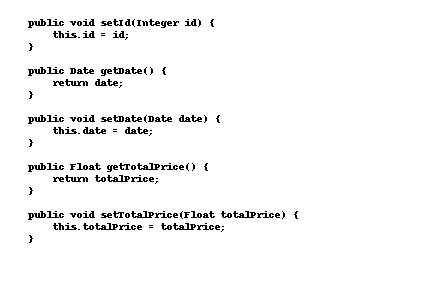 public void setId(Integer id) {
    this.id = id;
}

public Date getDate() {
    return date;
}

public void setDate(Date date) {
    this.date = date;
}

public Float getTotalPrice() {
    return totalPrice;
}

public void setTotalPrice(Float totalPrice) {
    this.totalPrice = totalPrice;
}